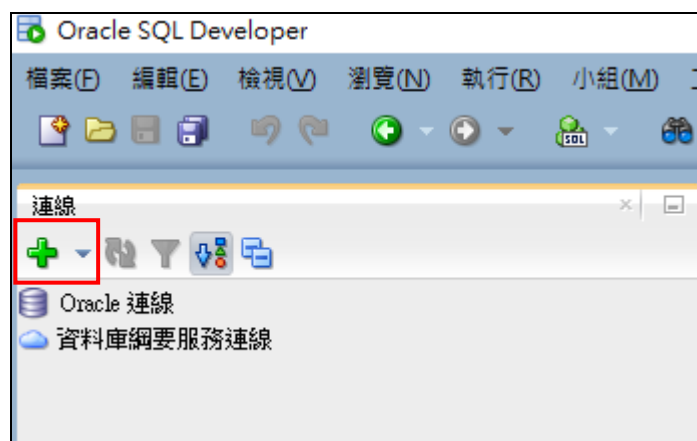 Oracle SQL Developer
檔案(F) 編輯(E) 檢視(V) 瀏覽(N) 執行(R) 小組(M)
SQL
連線
Oracle 連線
資料庫綱要服務連線